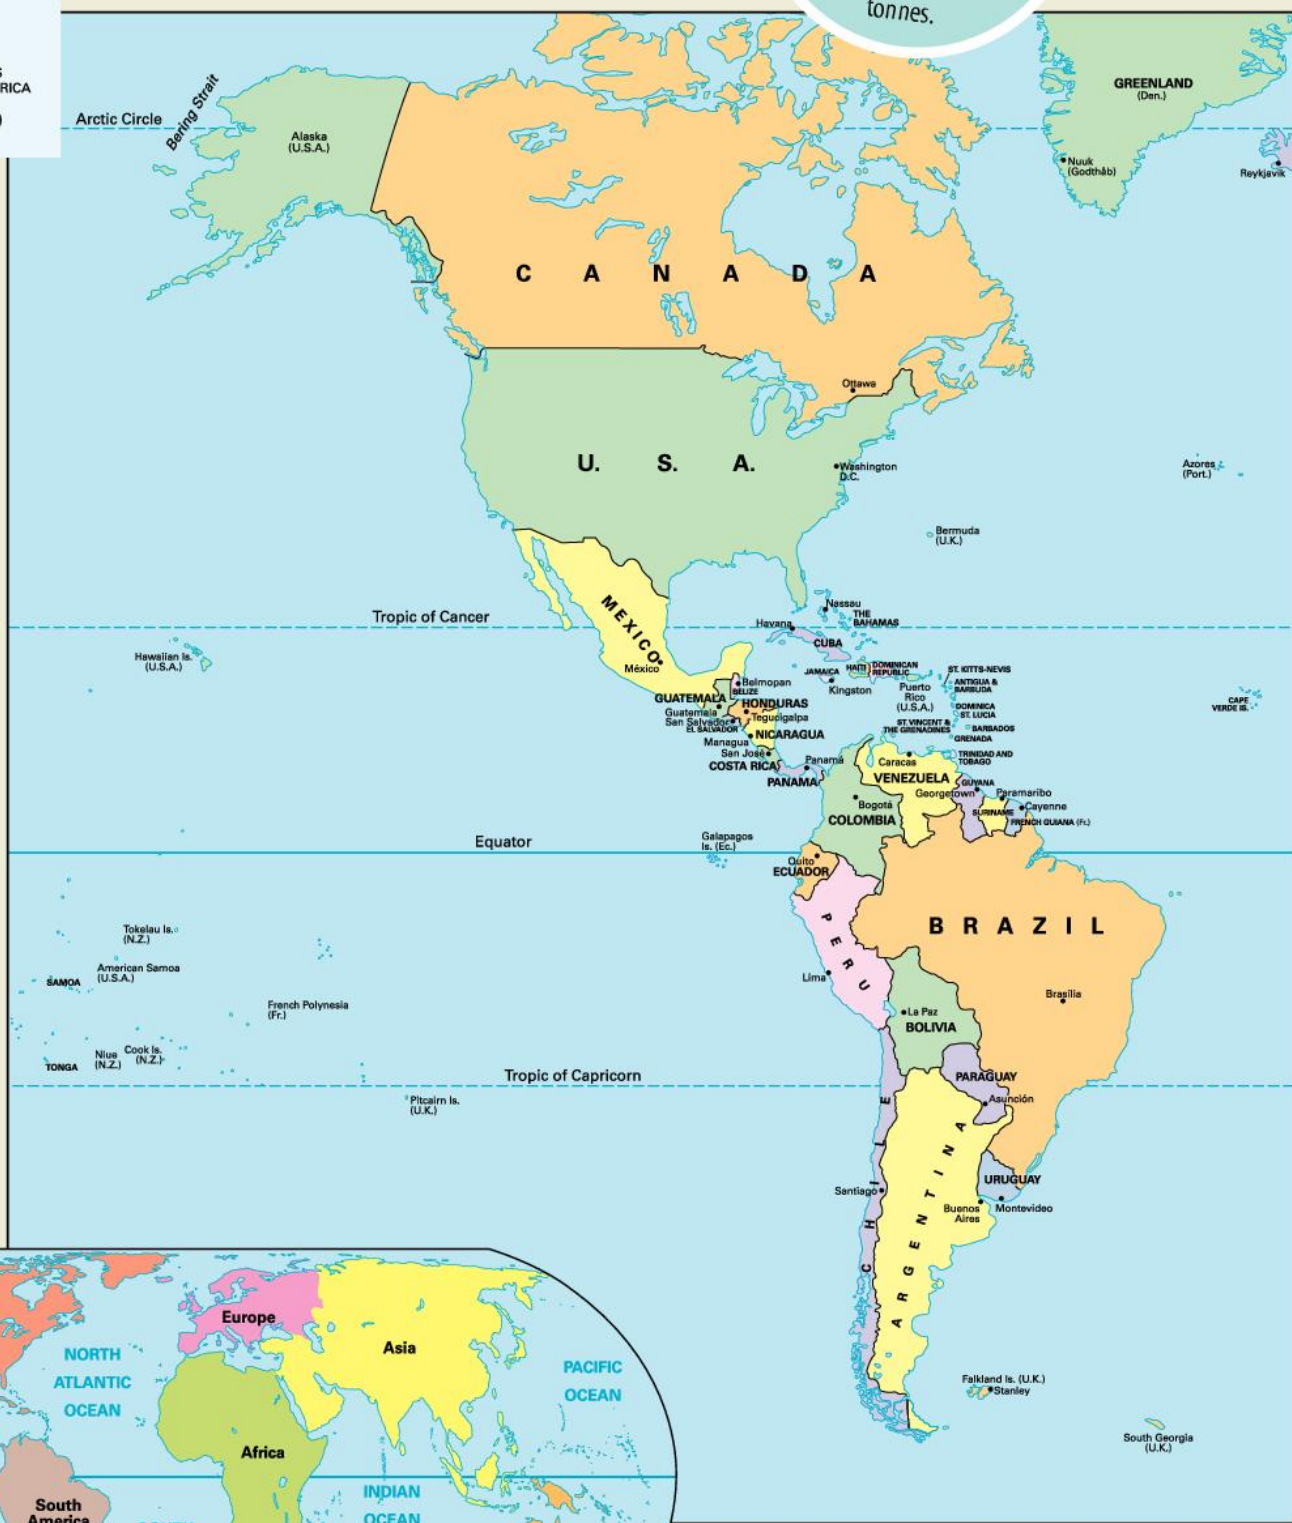 tonnes.
RICA
Arctic Circle
Bering Strait
Alaska
(U.S.A.)
GREENLAND
(Den.)
Nuuk
(Godthåb)
Reykjavik
C A N A D A
Ottawa
U. S. A.
Washington
D.C.
Azores
(Port.)
Bermuda
(U.K.)
MEXICO
Tropic of Cancer
Nassau
THE
BAHAMAS
Havana
CUBA
Hawaiian Is.
(U.S.A.)
México
JAMAICA
HAITI
DOMINICAN
REPUBLIC
Kingston
Puerto
Rico
(U.S.A.)
ST. KITTS-NEVIS
ANTIGUA &
BARBUDA
DOMINICA
ST. LUCIA
ST. VINCENT &
THE GRENADINES
BARBADOS
GRENADA
TRINIDAD AND
TOBAGO
CAPE
VERDE IS.
Belmopan
BELIZE
GUATEMALA
HONDURAS
Guatemala
Tegucigalpa
San Salvador
EL SALVADOR
NICARAGUA
Managua
San José
COSTA RICA
Panamá
PANAMA
Caracas
VENEZUELA
GUYANA
Georgetown
Paramaribo
Cayenne
SURINAME
FRENCH GUIANA (Fr.)
Bogotá
COLOMBIA
Equator
Galapagos
Is. (Ec.)
Quito
ECUADOR
PERU
Lima
B R A Z I L
Brasília
Tokelau Is.
(N.Z.)
American Samoa
(U.S.A.)
SAMOA
French Polynesia
(Fr.)
Niue
(N.Z.)
Cook Is.
(N.Z.)
TONGA
La Paz
BOLIVIA
Tropic of Capricorn
PARAGUAY
Asunción
Pitcairn Is.
(U.K.)
CHILE
ARGENTINA
Santiago
URUGUAY
Buenos
Aires
Montevideo
Falkland Is. (U.K.)
Stanley
South Georgia
(U.K.)
Europe
Asia
NORTH
ATLANTIC
OCEAN
PACIFIC
OCEAN
Africa
INDIAN
OCEAN
South
America